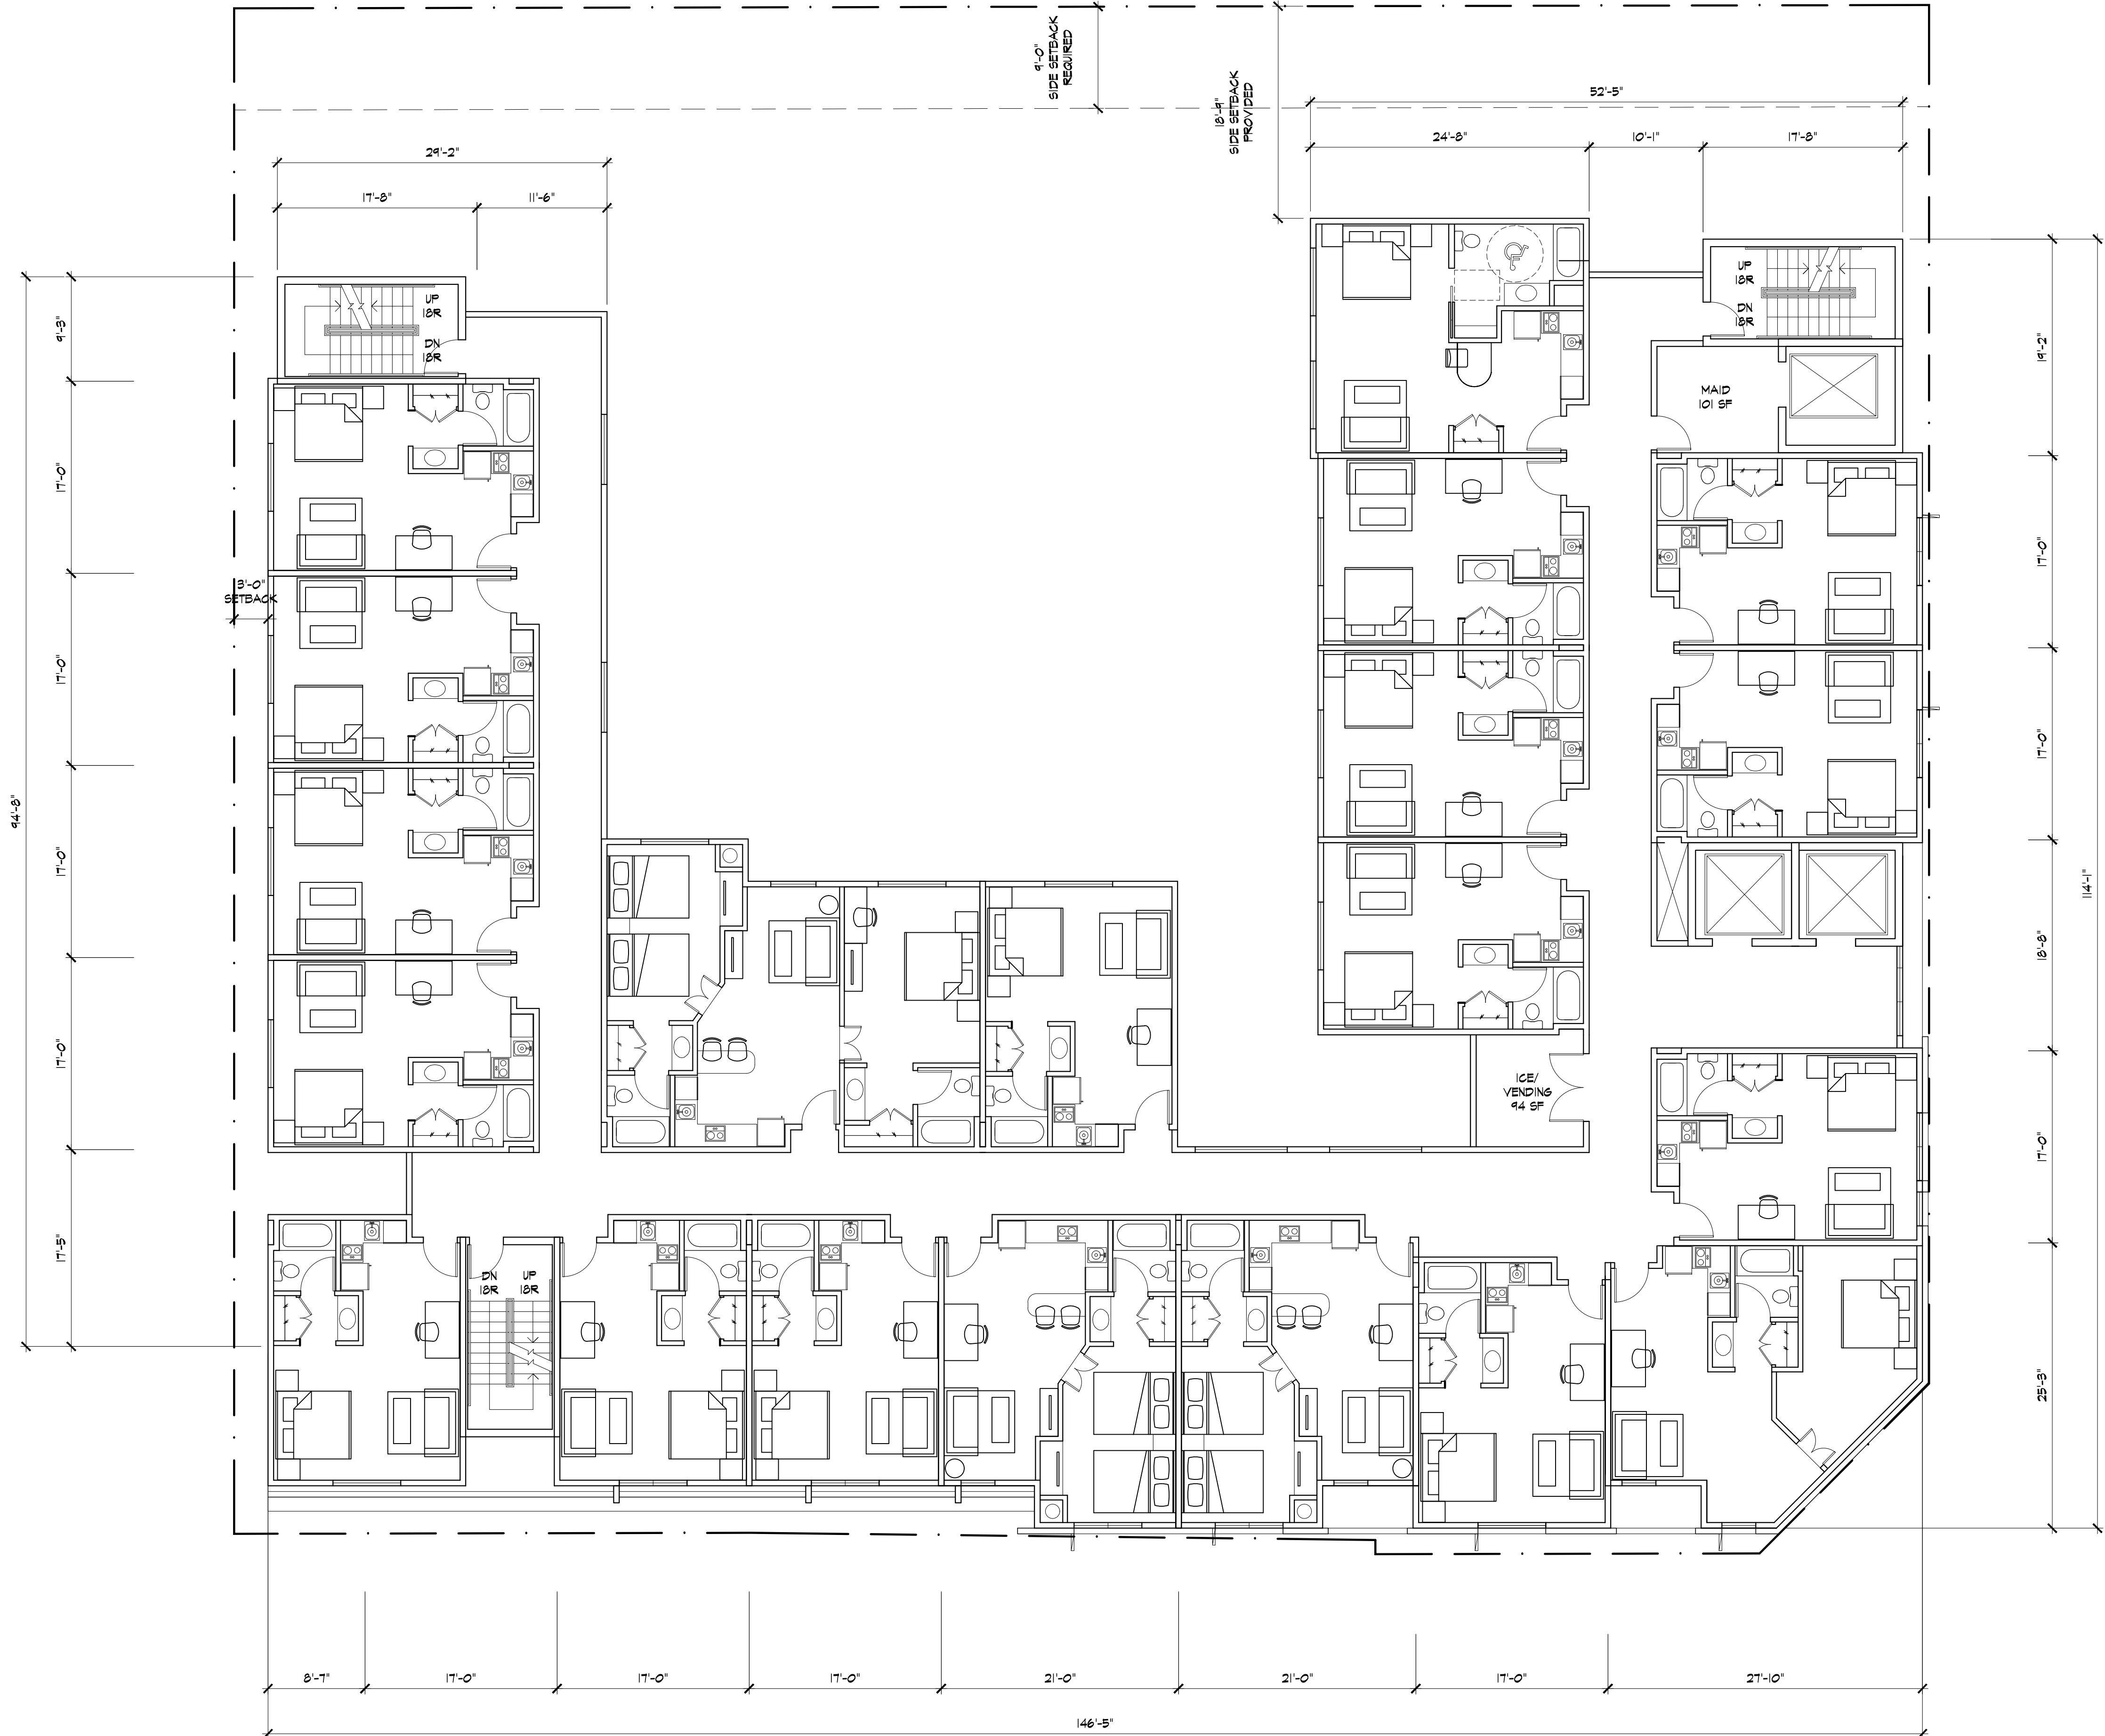 9'-0"
SIDE SETBACK
REQUIRED
18'-9"
SIDE SETBACK
PROVIDED
52'-5"
24'-8"
10'-1"
17'-8"
29'-2"
17'-8"
11'-6"
UP
18R
DN
18R
UP
18R
DN
18R
MAID
101 SF
9'-3"
17'-0"
17'-0"
17'-0"
17'-0"
17'-5"
94'-8"
3'-0"
SETBACK
19'-2"
17'-0"
17'-0"
18'-8"
17'-0"
25'-3"
114'-1"
ICE/
VENDING
94 SF
DN
18R
UP
18R
8'-7"
17'-0"
17'-0"
17'-0"
21'-0"
21'-0"
17'-0"
27'-10"
146'-5"